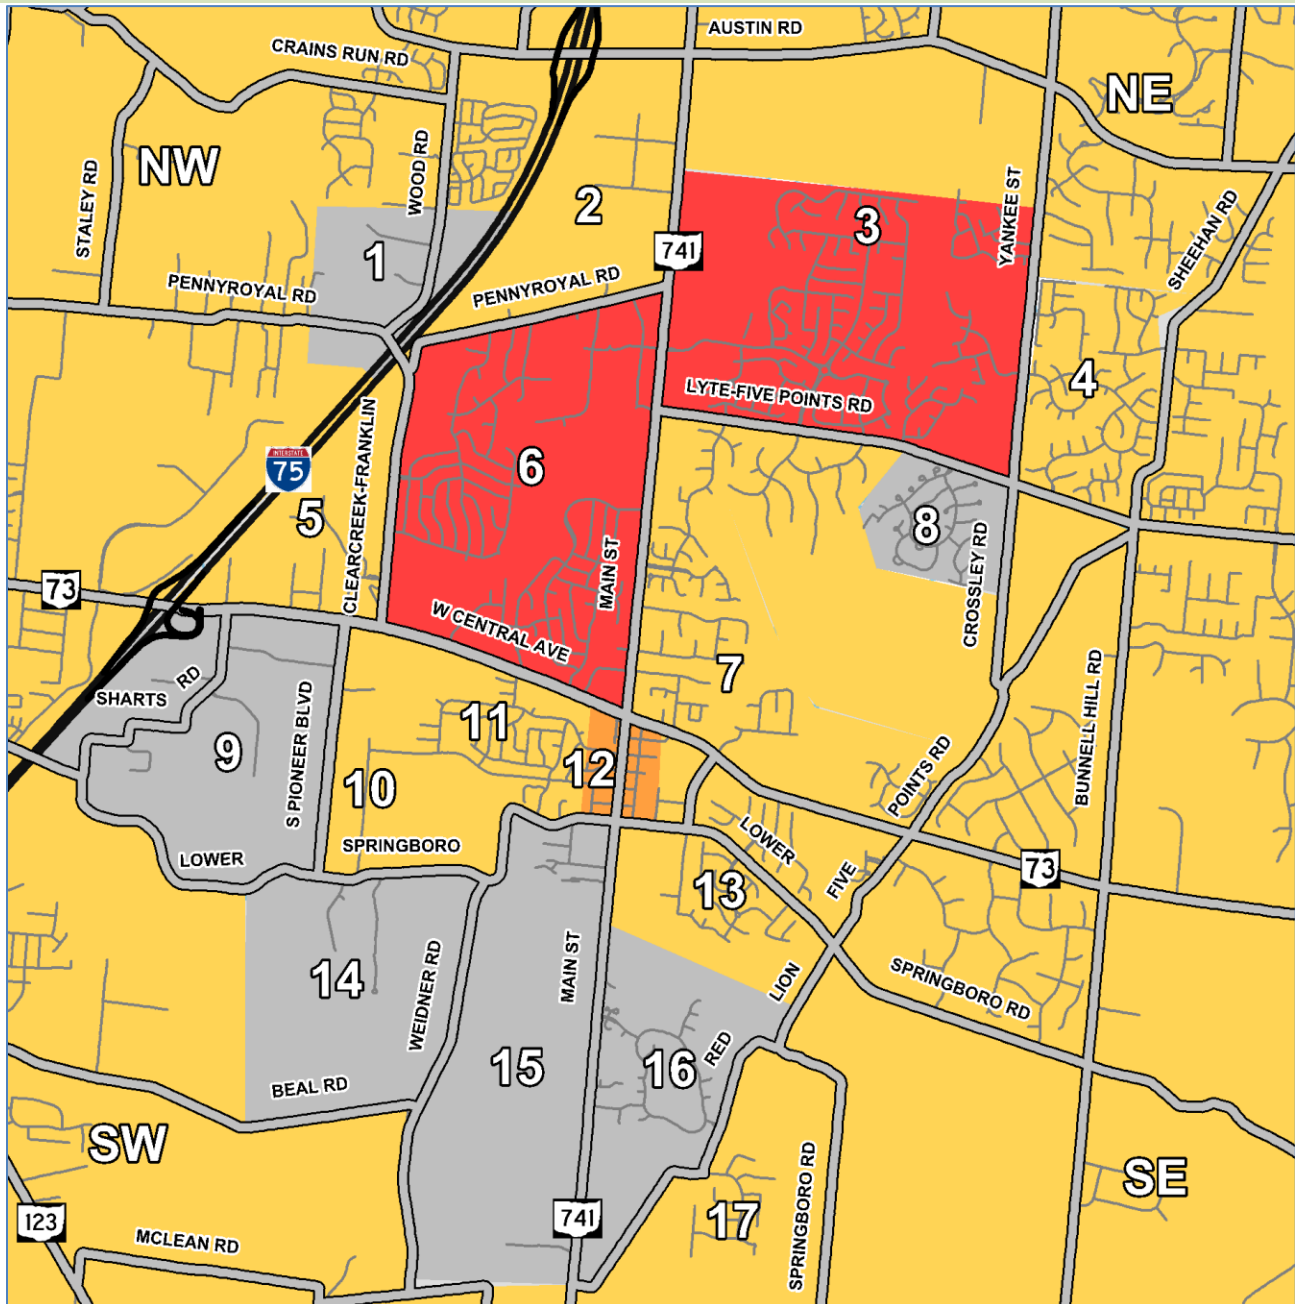 AUSTIN RD
CRAINS RUN RD
NE
NW
WOOD RD
STALEY RD
YANKEE ST
SHEEHAN RD
2
3
1
741
PENNYROYAL RD
PENNYROYAL RD
4
LYTE-FIVE POINTS RD
CLEARCREEK-FRANKLIN
INTERSTATE
75
6
5
8
73
MAIN ST
CROSSLEY RD
W CENTRAL AVE
7
SHARTS RD
BUNNELL HILL RD
S PIONEER BLVD
11
9
12
10
POINTS RD
LOWER
SPRINGBORO
LOWER
FIVE
73
13
14
MAIN ST
WEIDNER RD
LION
SPRINGBORO RD
15
16
RED
BEAL RD
SW
SE
SPRINGBORO RD
17
123
741
MCLEAN RD